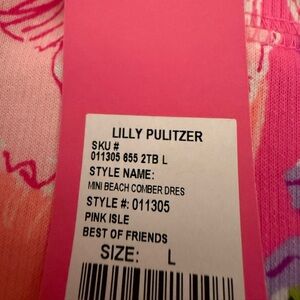 LILLY PULITZER
SKU #
011305 655 2TB L
STYLE NAME:
MINI BEACH COMBER DRES
STYLE #: 011305
PINK ISLE
BEST OF FRIENDS
SIZE: L